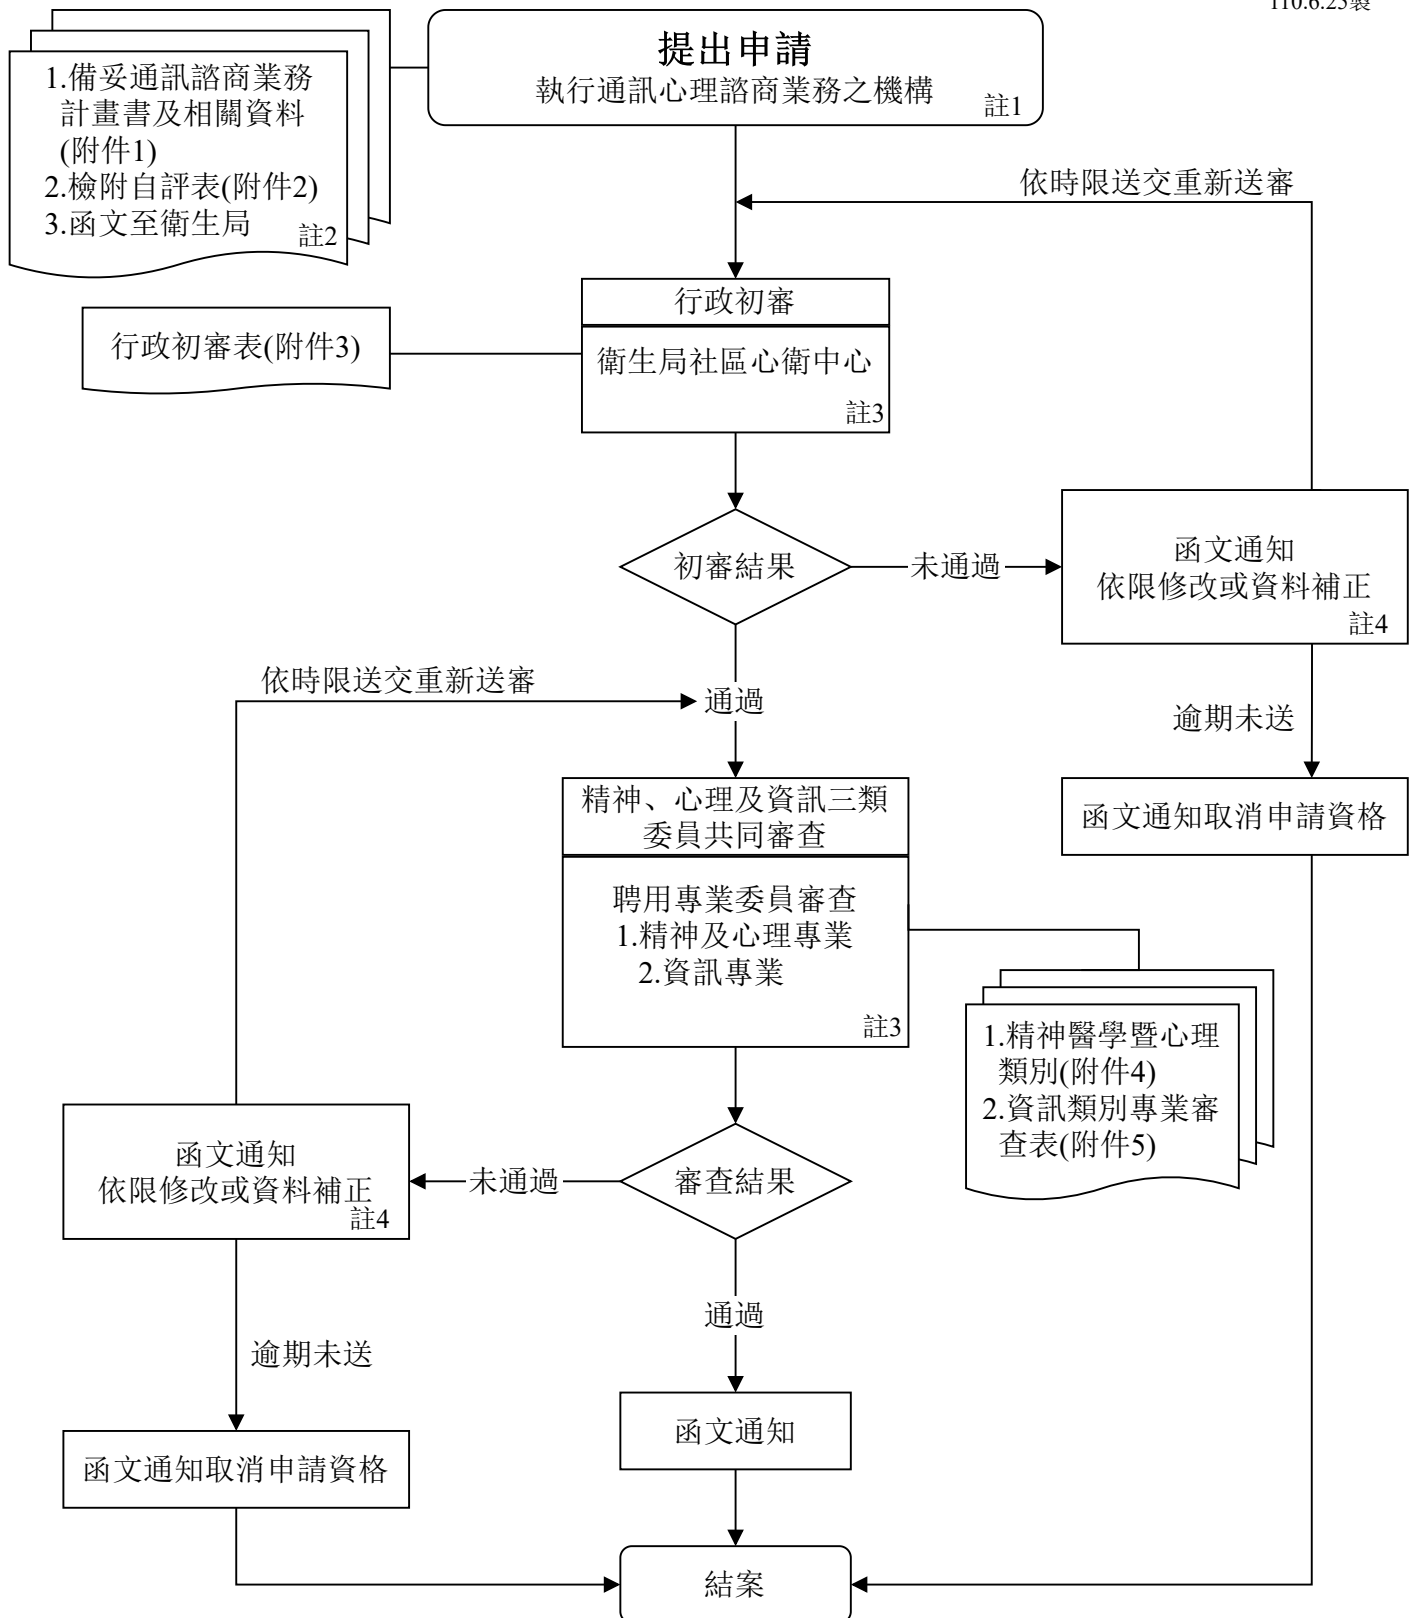 110.6.25製
提出申請
執行通訊心理諮商業務之機構
註1
1.備妥通訊諮商業務
計畫書及相關資料
(附件1)
2.檢附自評表(附件2)
3.函文至衛生局
註2
依時限送交重新送審
行政初審
行政初審表(附件3)
衛生局社區心衛中心
註3
初審結果
未通過
函文通知
依限修改或資料補正
註4
依時限送交重新送審
通過
逾期未送
精神、心理及資訊三類
委員共同審查
函文通知取消申請資格
聘用專業委員審查
1.精神及心理專業
2.資訊專業
註3
1.精神醫學暨心理
類別(附件4)
2.資訊類別專業審
查表(附件5)
函文通知
依限修改或資料補正
註4
未通過
審查結果
通過
逾期未送
函文通知
函文通知取消申請資格
結案